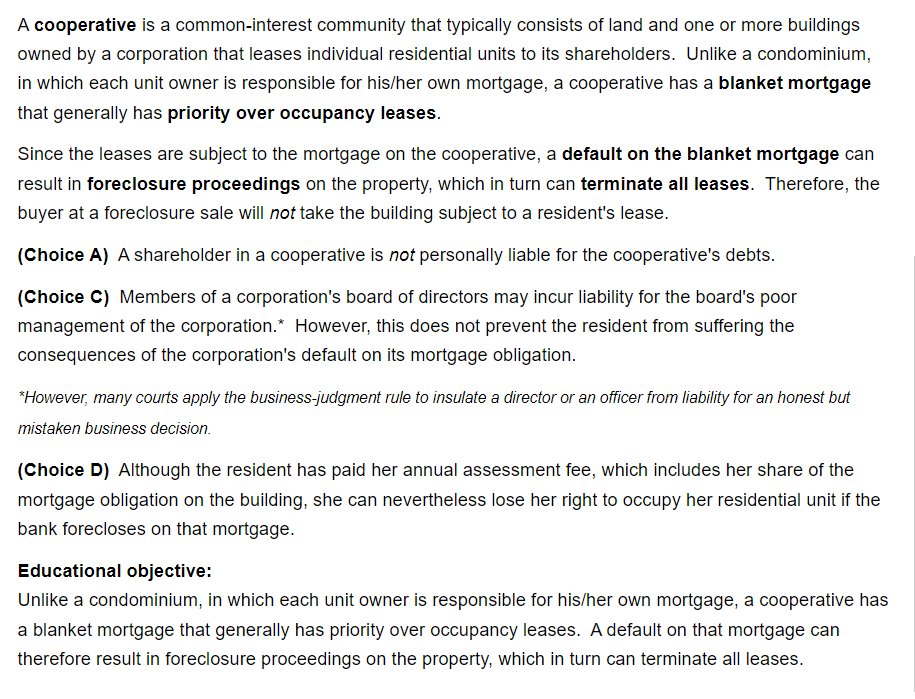 A cooperative is a common-interest community that typically consists of land and one or more buildings
owned by a corporation that leases individual residential units to its shareholders.  Unlike a condominium,
in which each unit owner is responsible for his/her own mortgage, a cooperative has a blanket mortgage
that generally has priority over occupancy leases.
Since the leases are subject to the mortgage on the cooperative, a default on the blanket mortgage can
result in foreclosure proceedings on the property, which in turn can terminate all leases.  Therefore, the
buyer at a foreclosure sale will not take the building subject to a resident's lease.
(Choice A)  A shareholder in a cooperative is not personally liable for the cooperative's debts.
(Choice C)  Members of a corporation's board of directors may incur liability for the board's poor
management of the corporation.*  However, this does not prevent the resident from suffering the
consequences of the corporation's default on its mortgage obligation.
*However, many courts apply the business-judgment rule to insulate a director or an officer from liability for an honest but
mistaken business decision.
(Choice D)  Although the resident has paid her annual assessment fee, which includes her share of the
mortgage obligation on the building, she can nevertheless lose her right to occupy her residential unit if the
bank forecloses on that mortgage.
Educational objective:
Unlike a condominium, in which each unit owner is responsible for his/her own mortgage, a cooperative has
a blanket mortgage that generally has priority over occupancy leases.  A default on that mortgage can
therefore result in foreclosure proceedings on the property, which in turn can terminate all leases.